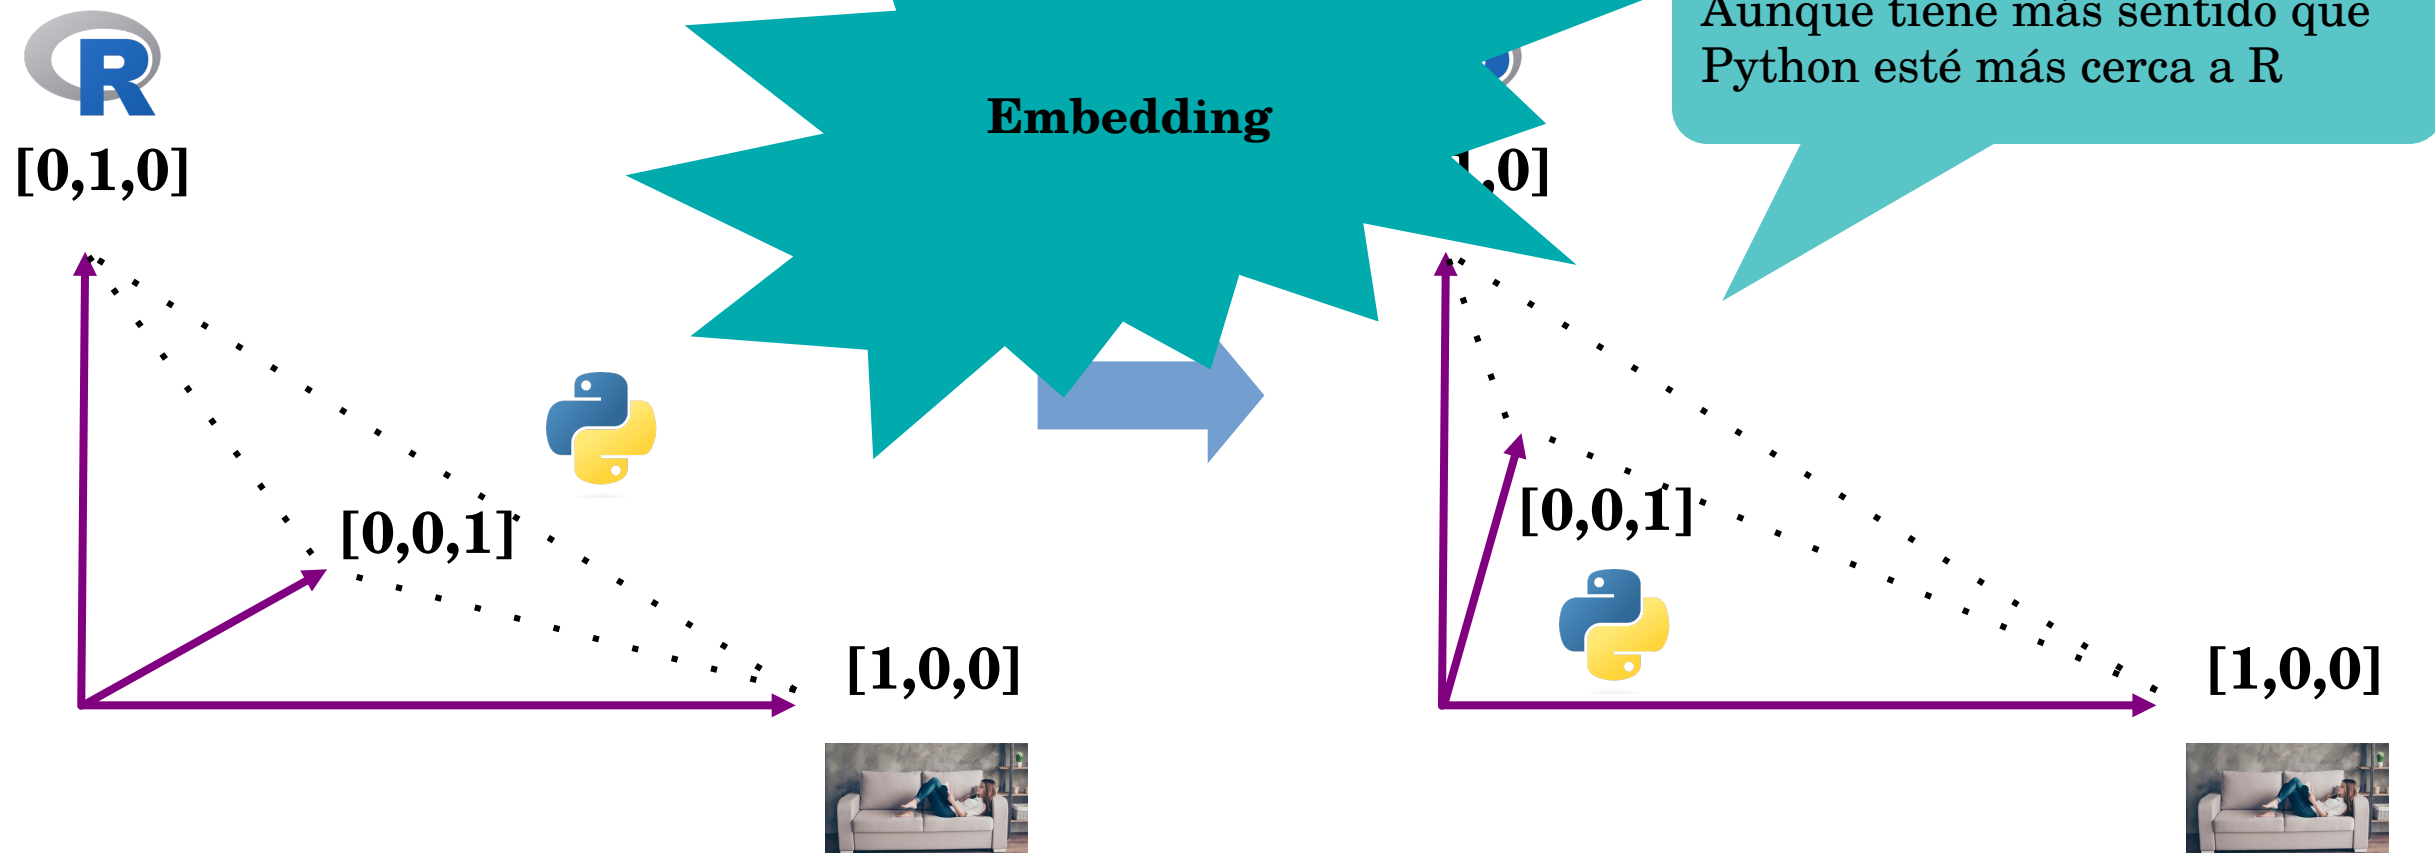 Aunque tiene más sentido que
Python esté más cerca a R
R
Embedding
[0,1,0]
,0]
[0,0,1]
[0,0,1]
[1,0,0]
[1,0,0]